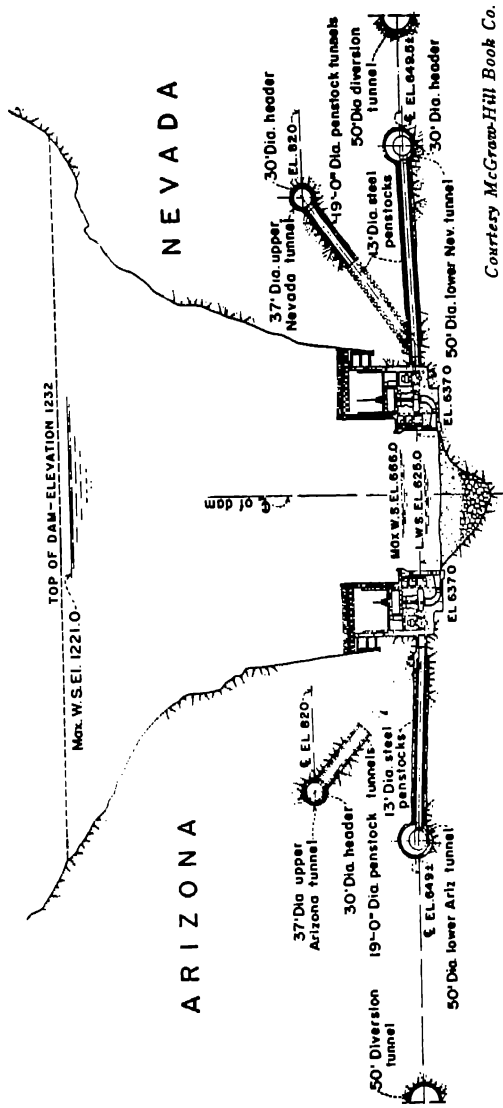 TOP OF DAM-ELEVATION 1232
Max. W.S. El. 1221.0
ARIZONA
NEVADA
37' Dia upper
Arizona tunnel
℄ EL. 820
30' Dia. header
19'-0" Dia. penstock tunnels
13' Dia. steel
penstocks
50' Diversion
tunnel
℄ EL. 649±
50' Dia. lower Ariz tunnel
℄ of dam
Max W.S. EL. 666.0
L.W.S. EL. 626.0
EL. 637.0
EL. 637.0
37' Dia. upper
Nevada tunnel
30' Dia. header
EL. 820
19'-0" Dia. penstock tunnels
13' Dia. steel
penstocks
50' Dia diversion
tunnel
℄ EL. 649.5±
30' Dia. header
50' Dia. lower Nev. tunnel
Courtesy McGraw-Hill Book Co.